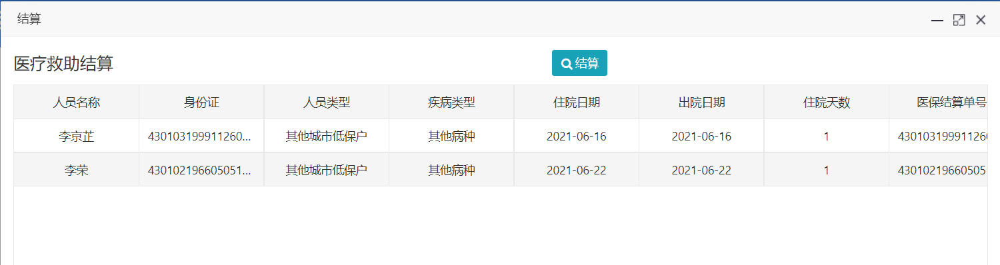 结算
医疗救助结算 结算
人员名称 身份证 人员类型 疾病类型 住院日期 出院日期 住院天数 医保结算单号
李京芷 430103199911260... 其他城市低保户 其他病种 2021-06-16 2021-06-16 1 43010319991126
李荣 430102196605051... 其他城市低保户 其他病种 2021-06-22 2021-06-22 1 43010219660505